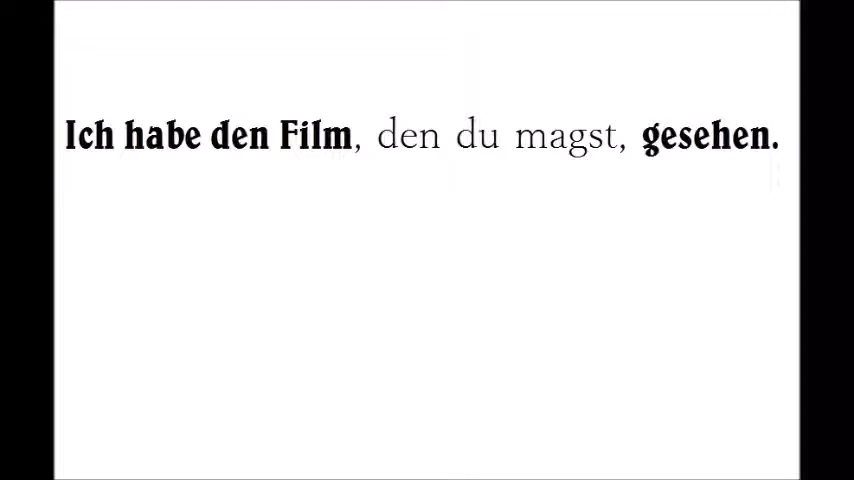 Ich habe den Film, den du magst, gesehen.